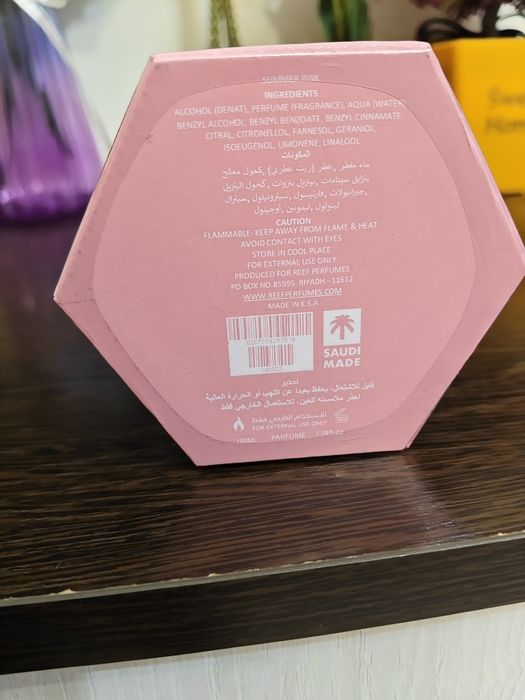 SUMMER PINK
INGREDIENTS
ALCOHOL (DENAT), PERFUME (FRAGRANCE), AQUA (WATER)
BENZYL ALCOHOL, BENZYL BENZOATE, BENZYL CINNAMATE,
CITRAL, CITRONELLOL, FARNESOL, GERANIOL,
ISOEUGENOL, LIMONENE, LINALOOL
المكونات
ماء مقطر, عطر (زيت عطري) ,كحول معالج
بنزايل سينامات ,بينزيل بنزوات ,كحول البنزيل
,جيرانيولات ,فارنيسول ,سيترونيلول ,سيترال
لينولول ,ليمونين ,اوجينول
CAUTION
FLAMMABLE: KEEP AWAY FROM FLAME & HEAT
AVOID CONTACT WITH EYES
STORE IN COOL PLACE
FOR EXTERNAL USE ONLY
PRODUCED FOR REEF PERFUMES
PO BOX NO 85995. RIYADH - 11612
WWW.REEFPERFUMES.COM
MADE IN K.S.A
SAUDI
MADE
تحذير
قابل للاشتعال, يحفظ بعيدا عن اللهب أو الحرارة العالية
احذر ملامسته للعين, للاستعمال الخارجي فقط
للاستخدام الخارجي فقط
FOR EXTERNAL USE ONLY
100ML PARFUME 3.38fl oz